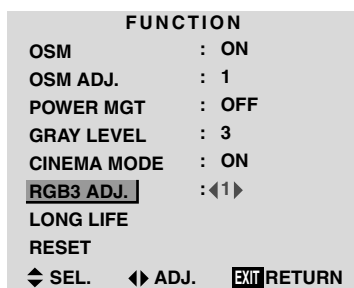 FUNCTION
OSM : ON
OSM ADJ. : 1
POWER MGT : OFF
GRAY LEVEL : 3
CINEMA MODE : ON
RGB3 ADJ. :◀1▶
LONG LIFE
RESET
SEL. ADJ. EXIT RETURN